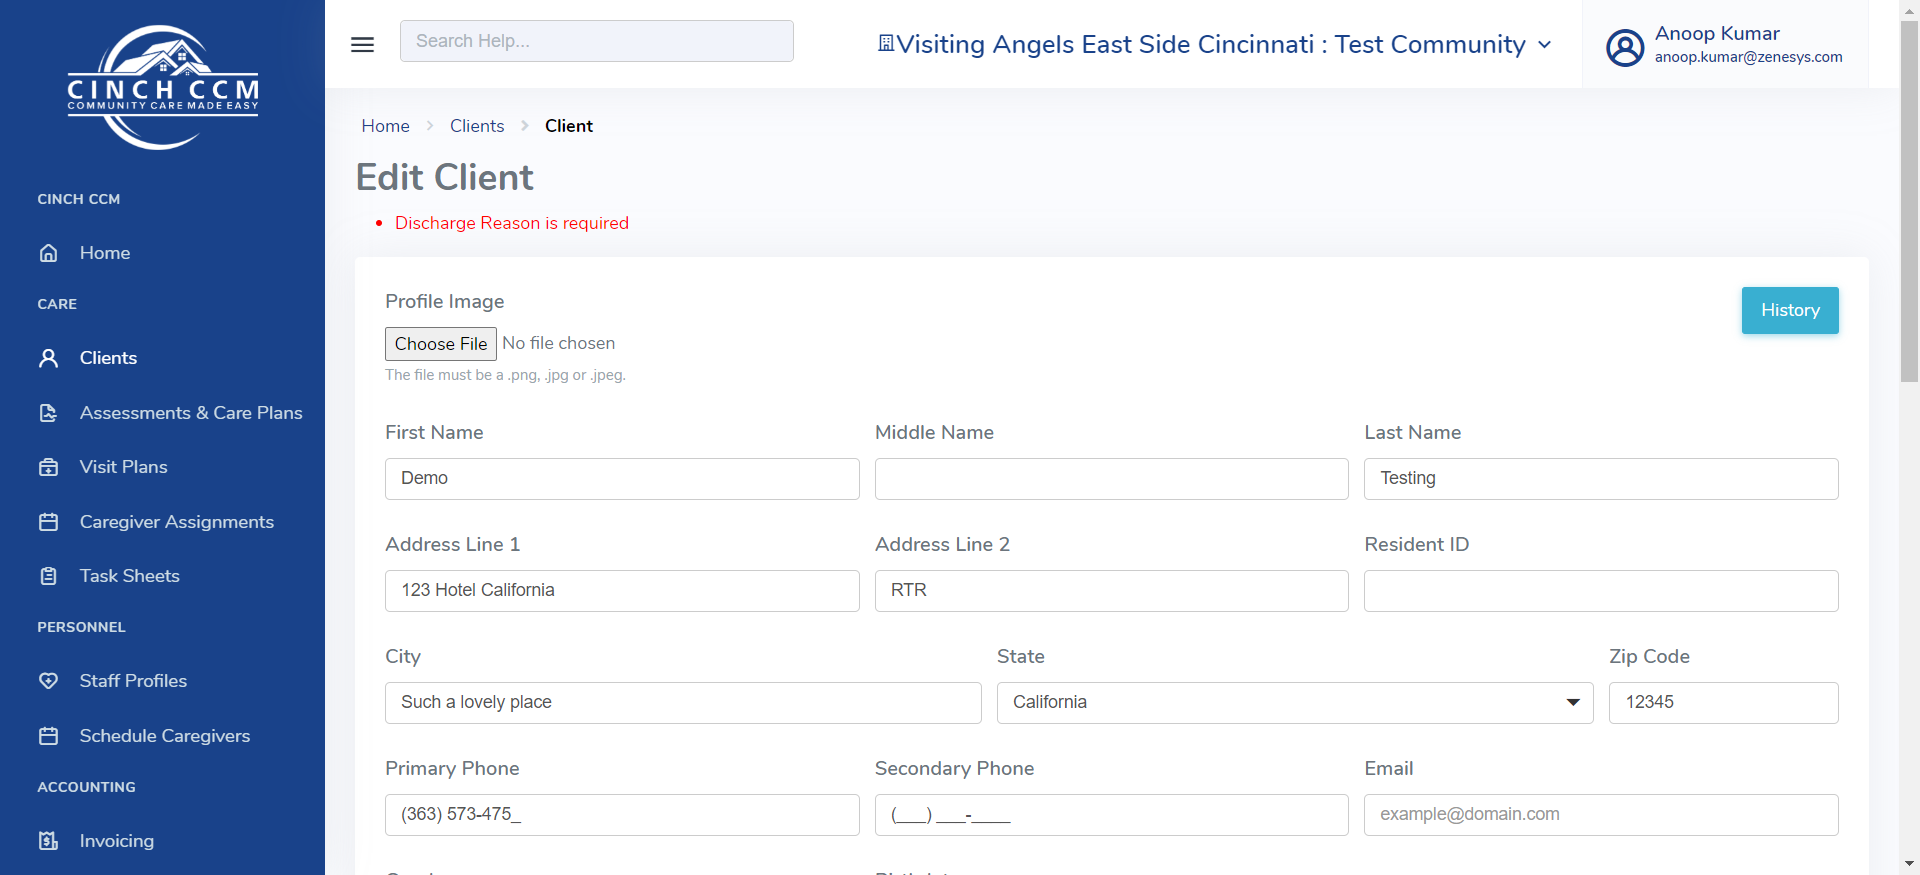 CINCH CCM
COMMUNITY CARE MADE EASY
Search Help...
Visiting Angels East Side Cincinnati : Test Community
Anoop Kumar
anoop.kumar@zenesys.com
CINCH CCM
Home
CARE
Clients
Assessments & Care Plans
Visit Plans
Caregiver Assignments
Task Sheets
PERSONNEL
Staff Profiles
Schedule Caregivers
ACCOUNTING
Invoicing
Home > Clients > Client
Edit Client
• Discharge Reason is required
Profile Image
History
Choose File No file chosen
The file must be a .png, .jpg or .jpeg.
First Name Middle Name Last Name
Demo Testing
Address Line 1 Address Line 2 Resident ID
123 Hotel California RTR
City State Zip Code
Such a lovely place California 12345
Primary Phone Secondary Phone Email
(363) 573-475_ (___) ___-____ example@domain.com